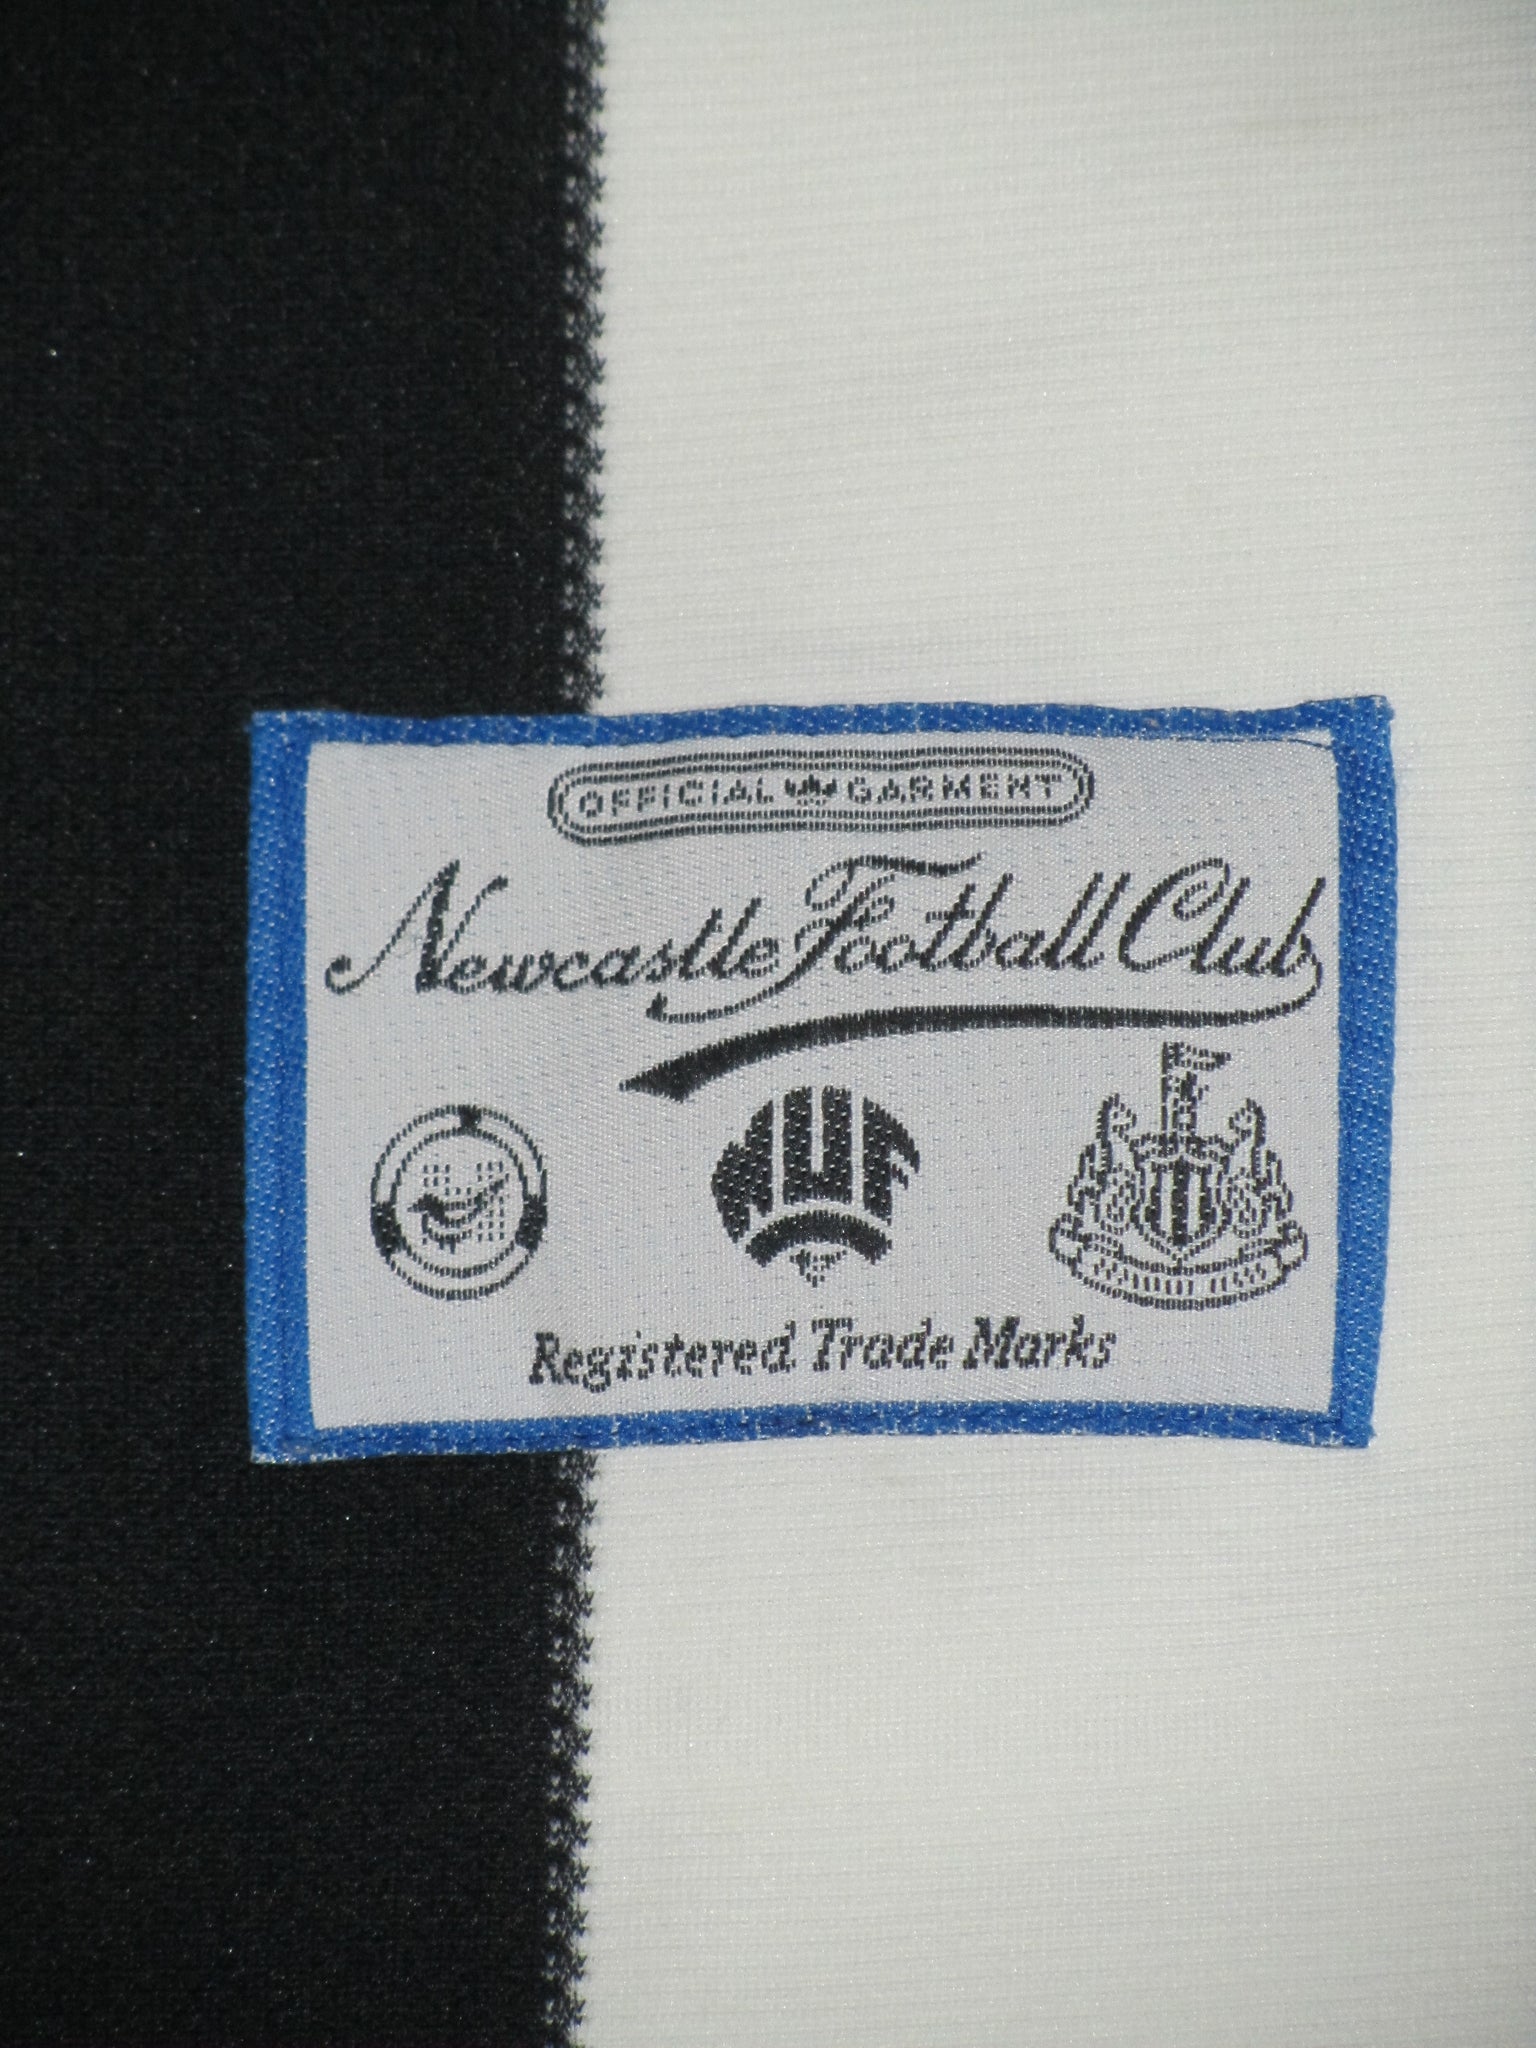 OFFICIAL GARMENT
Newcastle Football Club
NUF
Registered Trade Marks